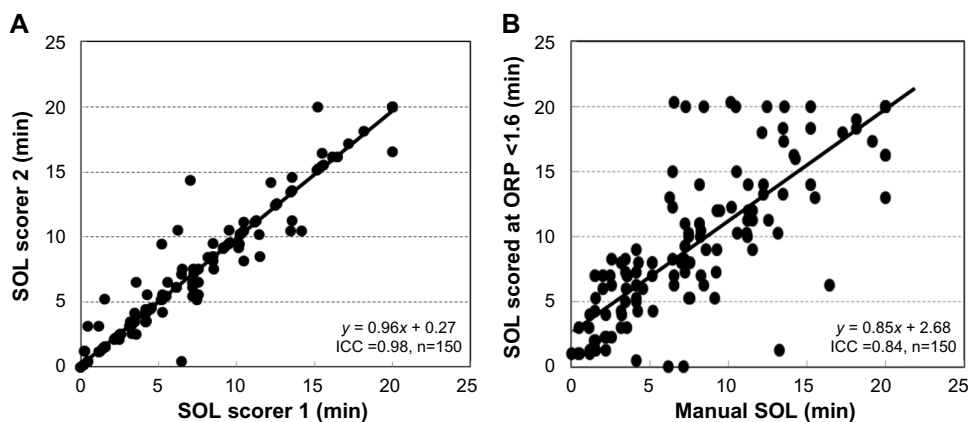 A
SOL scorer 2 (min)
25
20
15
10
5
0
y = 0.96x + 0.27
ICC =0.98, n=150
0 5 10 15 20 25
SOL scorer 1 (min)
B
SOL scored at ORP <1.6 (min)
25
20
15
10
5
0
y = 0.85x + 2.68
ICC =0.84, n=150
0 5 10 15 20 25
Manual SOL (min)